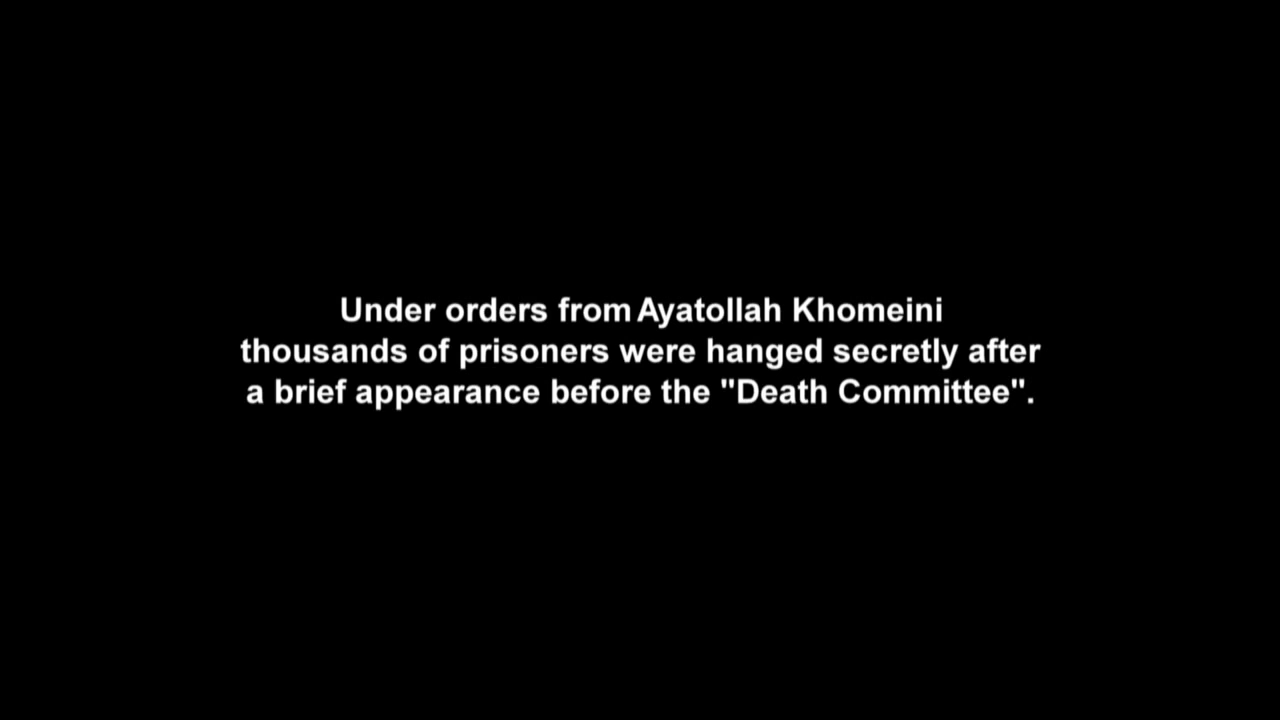 Under orders from Ayatollah Khomeini
thousands of prisoners were hanged secretly after
a brief appearance before the "Death Committee".